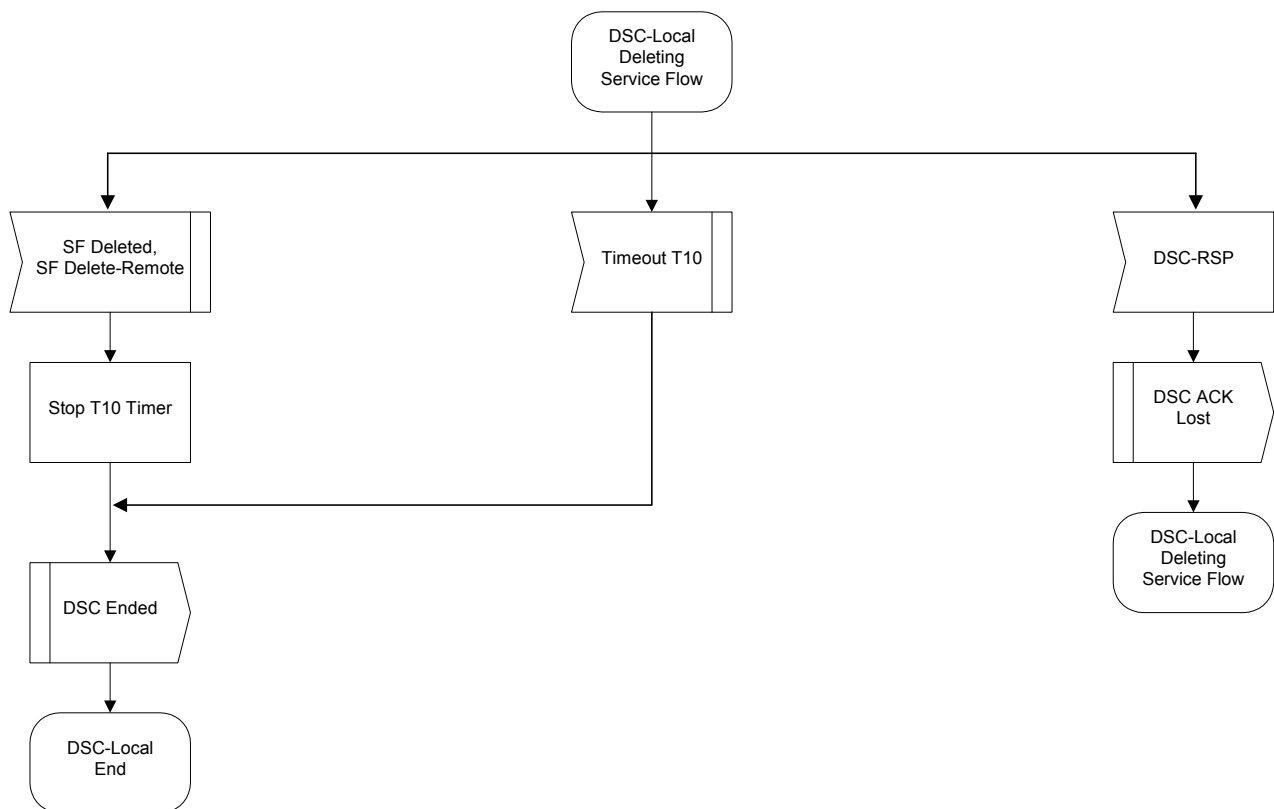 DSC-Local
Deleting
Service Flow
SF Deleted,
SF Delete-Remote
Timeout T10
DSC-RSP
Stop T10 Timer
DSC ACK
Lost
DSC-Local
Deleting
Service Flow
DSC Ended
DSC-Local
End